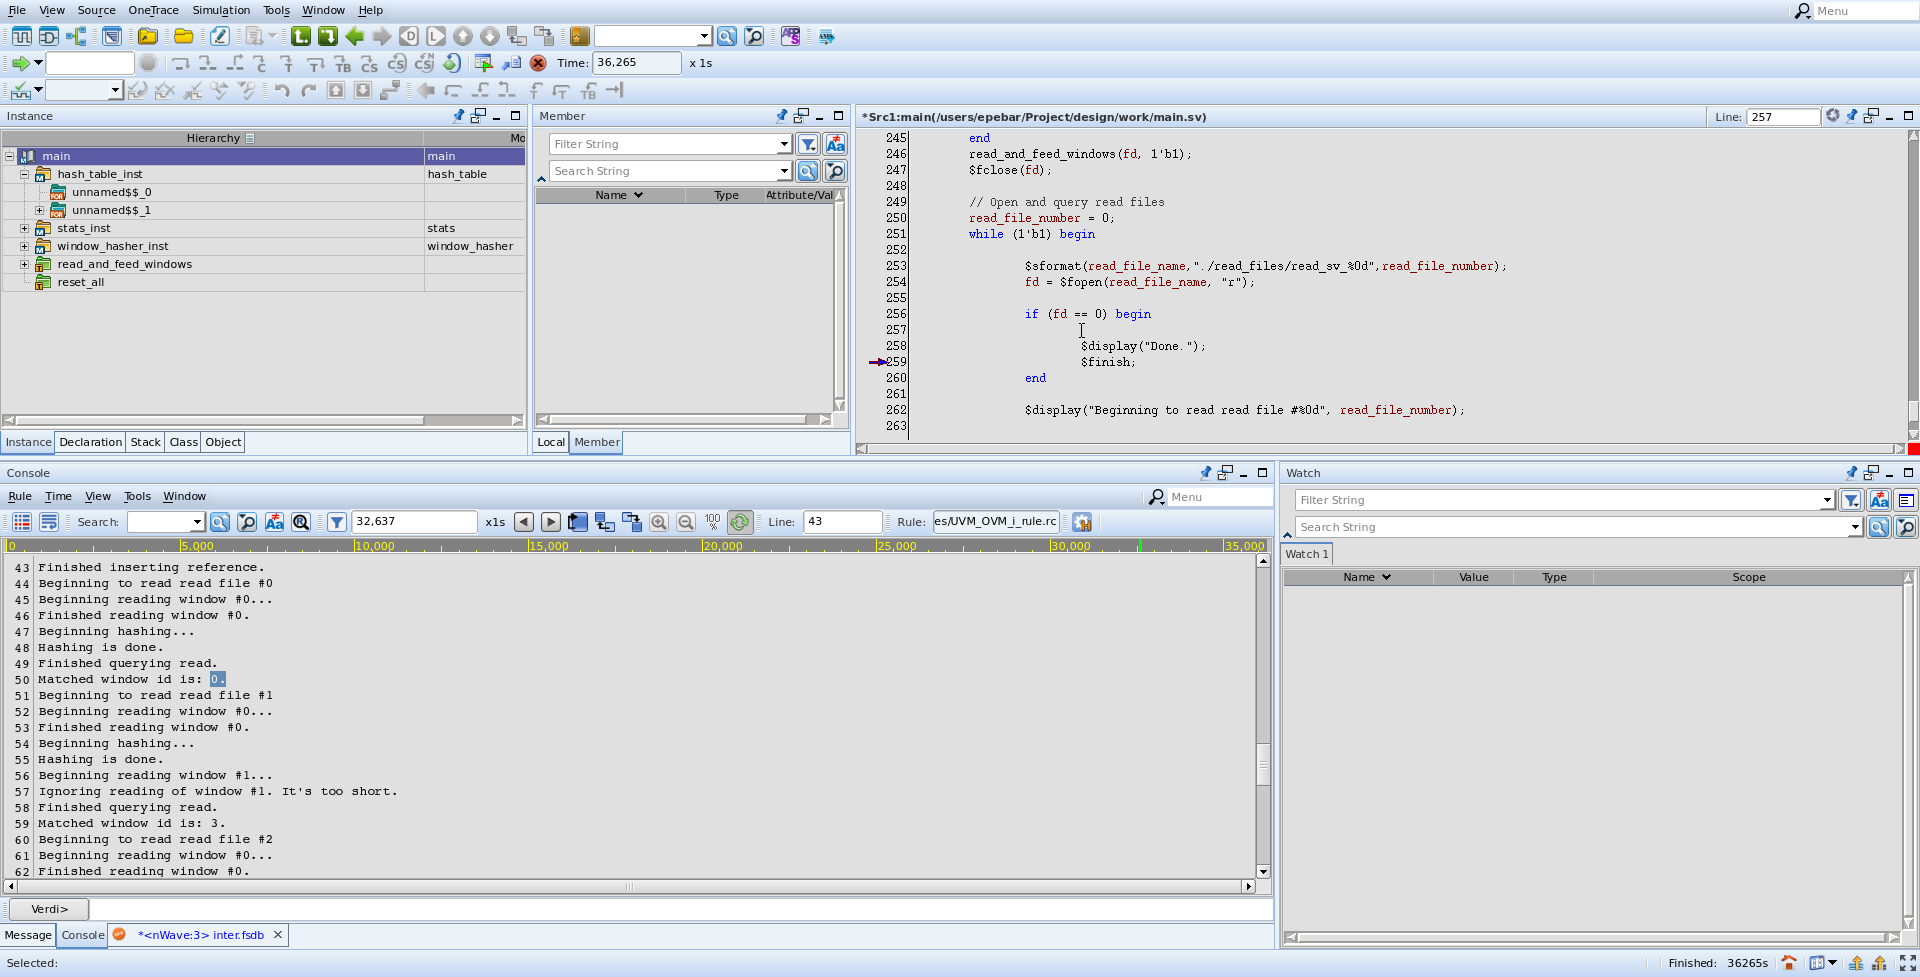 File View Source OneTrace Simulation Tools Window Help Menu
Time: 36,265 x 1s
Instance
Hierarchy Mo
main main
hash_table_inst hash_table
unnamed$$_0
unnamed$$_1
stats_inst stats
window_hasher_inst window_hasher
read_and_feed_windows
reset_all
Instance Declaration Stack Class Object
Member
Filter String
Search String
Name Type Attribute/Val
Local Member
*Src1:main(/users/epebar/Project/design/work/main.sv) Line: 257
245 end
246 read_and_feed_windows(fd, 1'b1);
247 $fclose(fd);
248
249 // Open and query read files
250 read_file_number = 0;
251 while (1'b1) begin
252
253 $sformat(read_file_name,"./read_files/read_sv_%0d",read_file_number);
254 fd = $fopen(read_file_name, "r");
255
256 if (fd == 0) begin
257
258 $display("Done.");
259 $finish;
260 end
261
262 $display("Beginning to read read file #%0d", read_file_number);
263
Console
Rule Time View Tools Window Menu
Search: 32,637 x1s 100 % Line: 43 Rule: es/UVM_OVM_i_rule.rc
0 5,000 10,000 15,000 20,000 25,000 30,000 35,000
43 Finished inserting reference.
44 Beginning to read read file #0
45 Beginning reading window #0...
46 Finished reading window #0.
47 Beginning hashing...
48 Hashing is done.
49 Finished querying read.
50 Matched window id is: 0.
51 Beginning to read read file #1
52 Beginning reading window #0...
53 Finished reading window #0.
54 Beginning hashing...
55 Hashing is done.
56 Beginning reading window #1...
57 Ignoring reading of window #1. It's too short.
58 Finished querying read.
59 Matched window id is: 3.
60 Beginning to read read file #2
61 Beginning reading window #0...
62 Finished reading window #0.
Verdi>
Message Console *<nWave:3> inter.fsdb
Watch
Filter String
Search String
Watch 1
Name Value Type Scope
Selected: Finished: 36265s